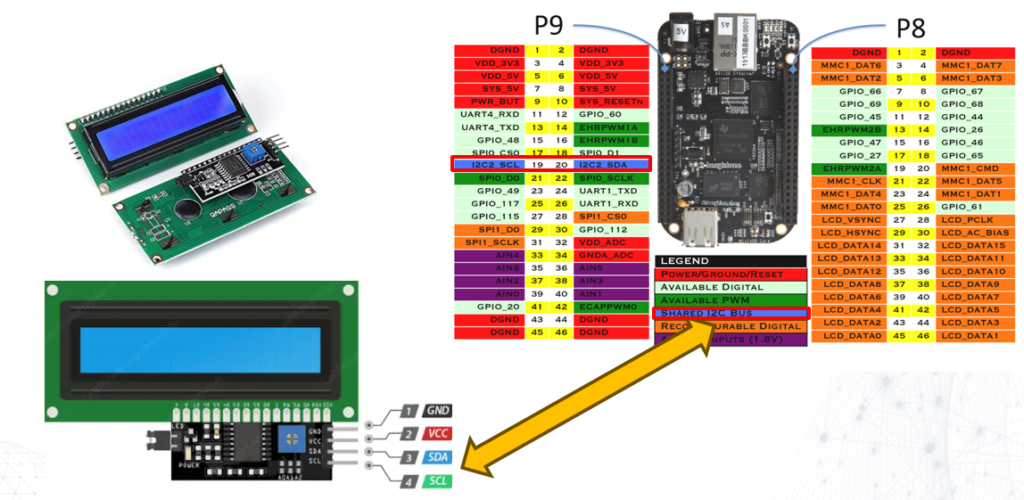 P9
P8
5V
DGND 1 2 DGND
VDD_3V3 3 4 VDD_3V3
VDD_5V 5 6 VDD_5V
SYS_5V 7 8 SYS_5V
PWR_BUT 9 10 SYS_RESETn
UART4_RXD 11 12 GPIO_60
UART4_TXD 13 14 EHRPWM1A
GPIO_48 15 16 EHRPWM1B
SPI0_CS0 17 18 SPI0_D1
I2C2_SCL 19 20 I2C2_SDA
SPI0_D0 21 22 SPI0_SCLK
GPIO_49 23 24 UART1_TXD
GPIO_117 25 26 UART1_RXD
GPIO_115 27 28 SPI1_CS0
SPI1_D0 29 30 GPIO_112
SPI1_SCLK 31 32 VDD_ADC
AIN4 33 34 GNDA_ADC
AIN6 35 36 AIN5
AIN2 37 38 AIN3
AIN0 39 40 AIN1
GPIO_20 41 42 ECAPPWM0
DGND 43 44 DGND
DGND 45 46 DGND
DGND 1 2 DGND
MMC1_DAT6 3 4 MMC1_DAT7
MMC1_DAT2 5 6 MMC1_DAT3
GPIO_66 7 8 GPIO_67
GPIO_69 9 10 GPIO_68
GPIO_45 11 12 GPIO_44
EHRPWM2B 13 14 GPIO_26
GPIO_47 15 16 GPIO_46
GPIO_27 17 18 GPIO_65
EHRPWM2A 19 20 MMC1_CMD
MMC1_CLK 21 22 MMC1_DAT5
MMC1_DAT4 23 24 MMC1_DAT1
MMC1_DAT0 25 26 GPIO_61
LCD_VSYNC 27 28 LCD_PCLK
LCD_HSYNC 29 30 LCD_AC_BIAS
LCD_DATA14 31 32 LCD_DATA15
LCD_DATA13 33 34 LCD_DATA11
LCD_DATA12 35 36 LCD_DATA10
LCD_DATA8 37 38 LCD_DATA9
LCD_DATA6 39 40 LCD_DATA7
LCD_DATA4 41 42 LCD_DATA5
LCD_DATA2 43 44 LCD_DATA3
LCD_DATA0 45 46 LCD_DATA1
LEGEND
POWER/GROUND/RESET
AVAILABLE DIGITAL
AVAILABLE PWM
SHARED I2C BUS
DIGITAL
(1.8V)
QAPASS
LED
POWER
GND
VCC
SDA
SCL
1 GND
2 VCC
3 SDA
4 SCL